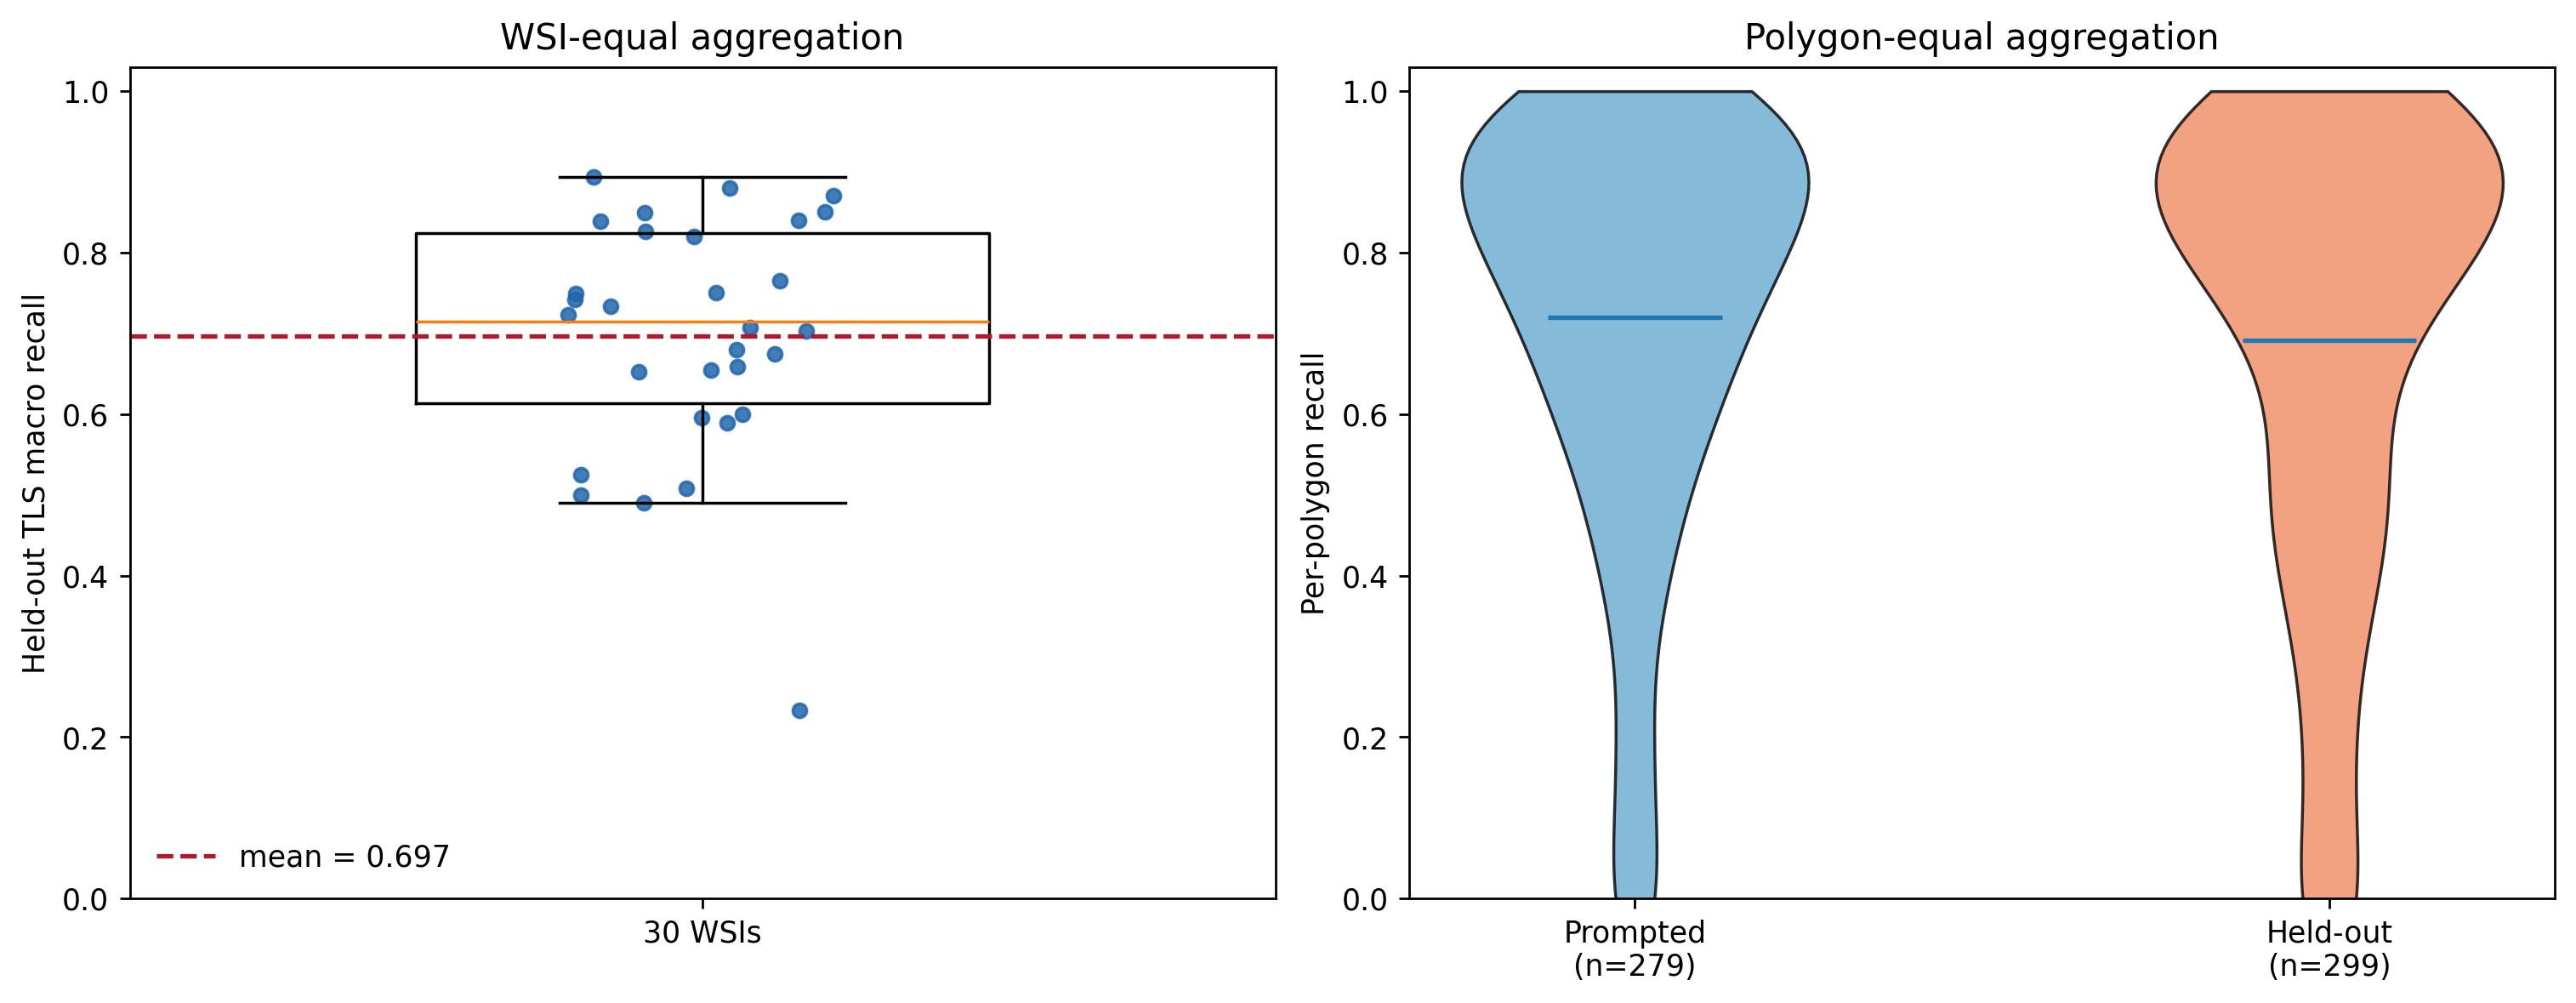 WSI-equal aggregation
Held-out TLS macro recall
1.0
0.8
0.6
0.4
0.2
0.0
mean = 0.697
30 WSIs
Polygon-equal aggregation
Per-polygon recall
1.0
0.8
0.6
0.4
0.2
0.0
Prompted
(n=279)
Held-out
(n=299)